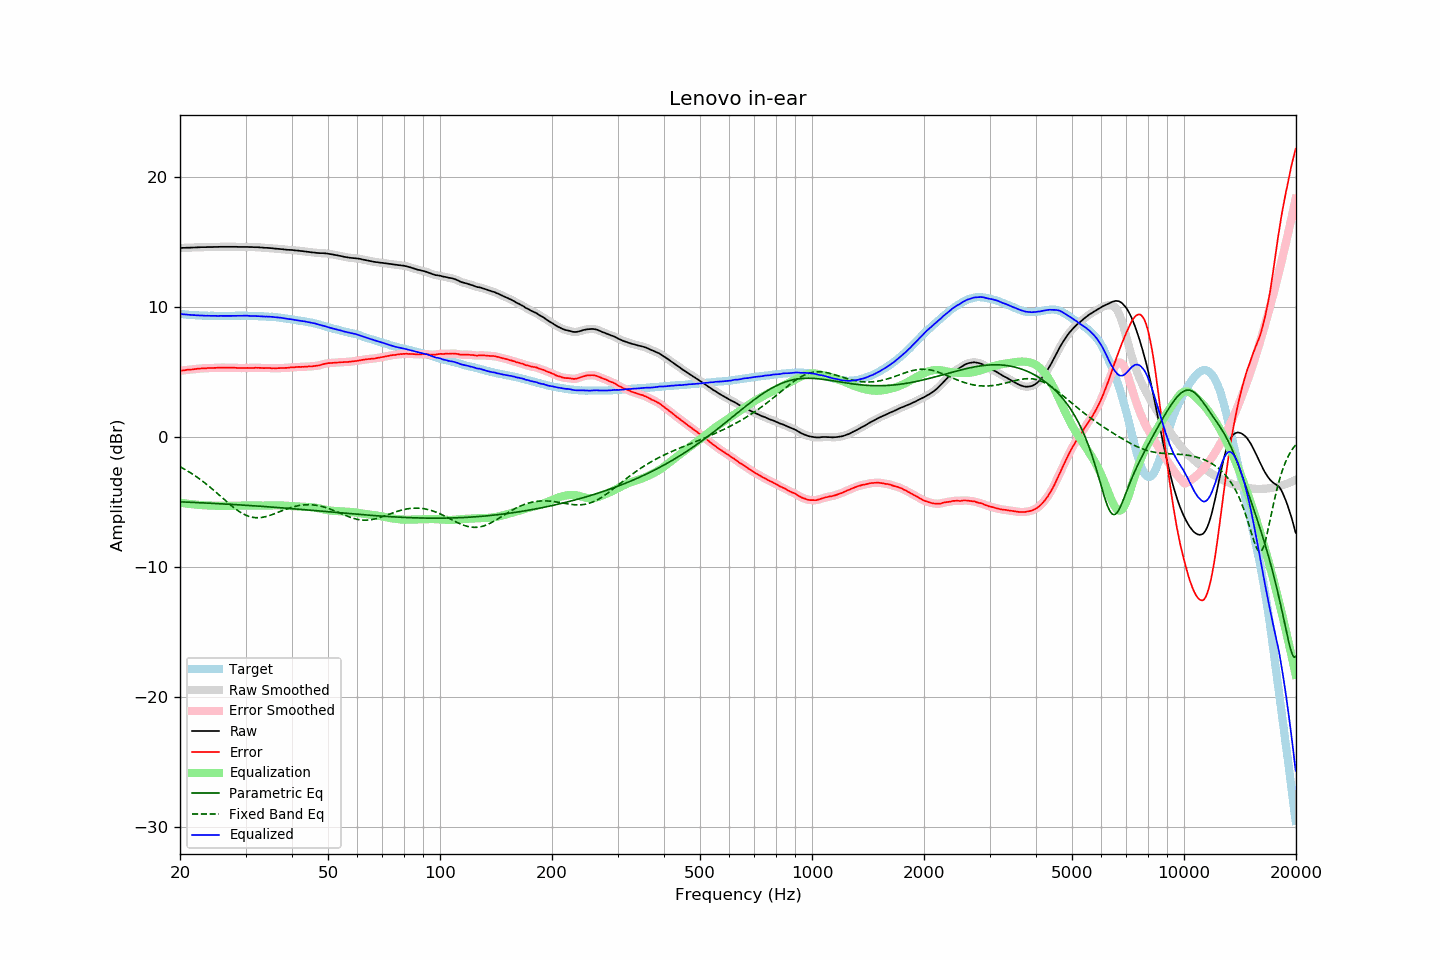 Lenovo in-ear
20
10
0
−10
−20
−30
Amplitude (dBr)
Target
Raw Smoothed
Error Smoothed
Raw
Error
Equalization
Parametric Eq
Fixed Band Eq
Equalized
20 50 100 200 500 1000 2000 5000 10000 20000
Frequency (Hz)